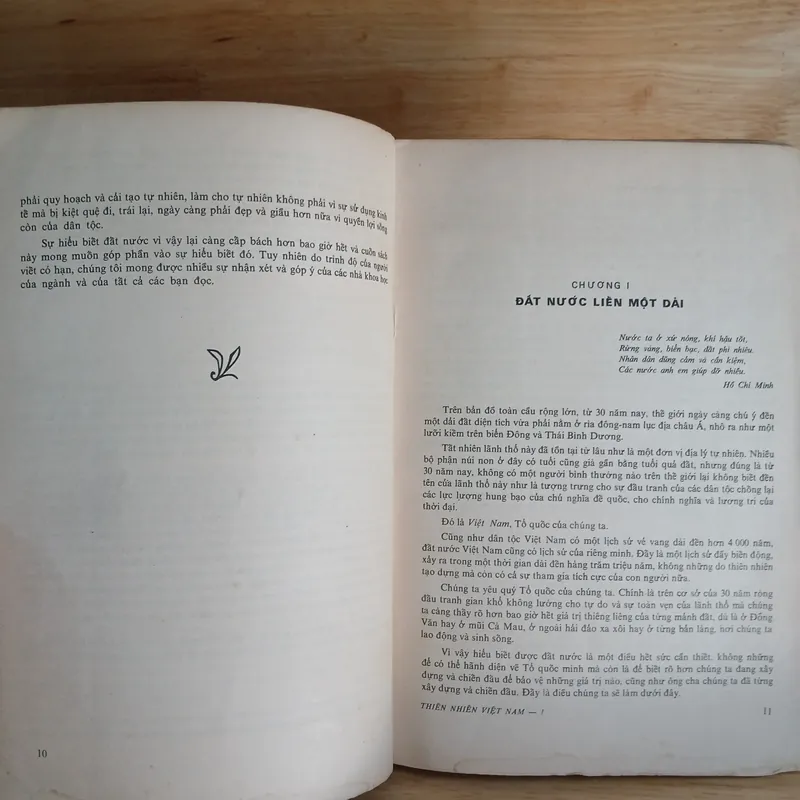 phải quy hoạch và cải tạo tự nhiên, làm cho tự nhiên không phải vì sự sử dụng kinh
tế mà bị kiệt quệ đi, trái lại, ngày càng phải đẹp và giầu hơn nữa vì quyền lợi sống
còn của dân tộc.
Sự hiểu biết đất nước vì vậy lại càng cấp bách hơn bao giờ hết và cuốn sách
này mong muốn góp phần vào sự hiểu biết đó. Tuy nhiên do trình độ của người
viết có hạn, chúng tôi mong được nhiều sự nhận xét và góp ý của các nhà khoa học
của ngành và của tất cả các bạn đọc.
10
CHƯƠNG I
ĐẤT NƯỚC LIỀN MỘT DẢI
Nước ta ở xứ nóng, khí hậu tốt,
Rừng vàng, biển bạc, đất phì nhiêu.
Nhân dân dũng cảm và cần kiệm,
Các nước anh em giúp đỡ nhiều.
Hồ Chí Minh
Trên bản đồ toàn cầu rộng lớn, từ 30 năm nay, thế giới ngày càng chú ý đến
một dải đất diện tích vừa phải nằm ở rìa đông-nam lục địa châu Á, nhô ra như một
lưỡi kiếm trên biển Đông và Thái Bình Dương.
Tất nhiên lãnh thổ này đã tồn tại từ lâu như là một đơn vị địa lý tự nhiên. Nhiều
bộ phận núi non ở đây có tuổi cũng già gần bằng tuổi quả đất, nhưng đúng là từ
30 năm nay, không có một người bình thường nào trên thế giới lại không biết đến
tên của lãnh thổ này như là tượng trưng cho sự đấu tranh của các dân tộc chống lại
các lực lượng hung bạo của chủ nghĩa đế quốc, cho chính nghĩa và lương tri của
thời đại.
Đó là Việt Nam, Tổ quốc của chúng ta.
Cũng như dân tộc Việt Nam có một lịch sử vẻ vang dài đến hơn 4 000 năm,
đất nước Việt Nam cũng có lịch sử của riêng mình. Đấy là một lịch sử đầy biến động,
xảy ra trong một thời gian dài đến hàng trăm triệu năm, không những do thiên nhiên
tạo dựng mà còn có cả sự tham gia tích cực của con người nữa.
Chúng ta yêu quý Tổ quốc của chúng ta. Chính là trên cơ sở của 30 năm ròng
đấu tranh gian khổ không lường cho tự do và sự toàn vẹn của lãnh thổ mà chúng
ta càng thấy rõ hơn bao giờ hết giá trị thiêng liêng của từng mảnh đất, dù là ở Đồng
Văn hay ở mũi Cà Mau, ở ngoài hải đảo xa xôi hay ở từng bản làng, nơi chúng ta
lao động và sinh sống.
Vì vậy hiểu biết được đất nước là một điều hết sức cần thiết, không những
để có thể hãnh diện về Tổ quốc mình mà còn là để biết rõ hơn chúng ta đang xây
dựng và chiến đấu để bảo vệ những giá trị nào, cũng như ông cha chúng ta đã từng
xây dựng và chiến đấu. Đấy là điều chúng ta sẽ làm dưới đây.
THIÊN NHIÊN VIỆT NAM — 1
11